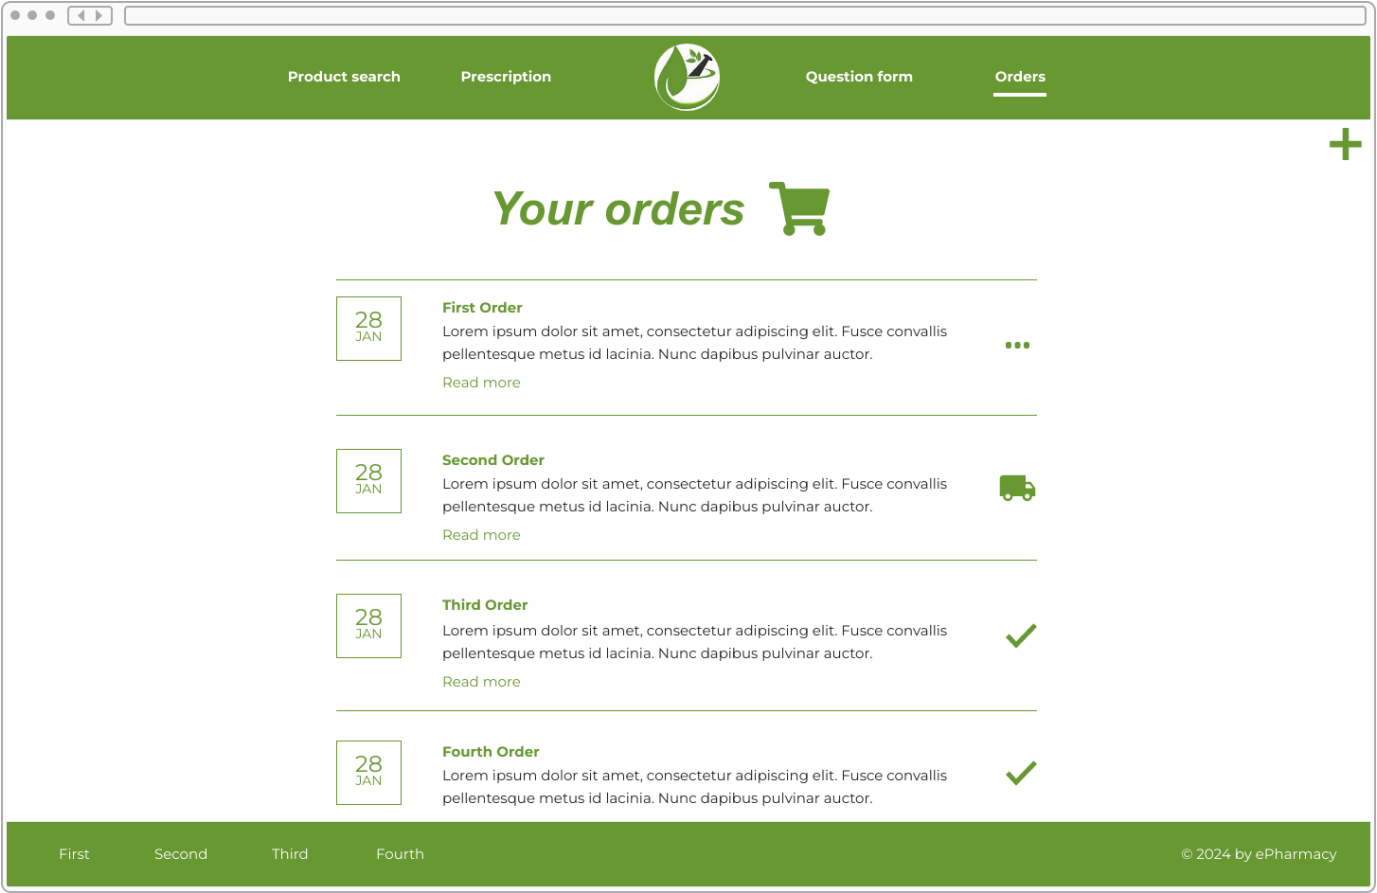 Product search
Prescription
Question form
Orders
Your orders
28
JAN
First Order
Lorem ipsum dolor sit amet, consectetur adipiscing elit. Fusce convallis
pellentesque metus id lacinia. Nunc dapibus pulvinar auctor.
Read more
28
JAN
Second Order
Lorem ipsum dolor sit amet, consectetur adipiscing elit. Fusce convallis
pellentesque metus id lacinia. Nunc dapibus pulvinar auctor.
Read more
28
JAN
Third Order
Lorem ipsum dolor sit amet, consectetur adipiscing elit. Fusce convallis
pellentesque metus id lacinia. Nunc dapibus pulvinar auctor.
Read more
28
JAN
Fourth Order
Lorem ipsum dolor sit amet, consectetur adipiscing elit. Fusce convallis
pellentesque metus id lacinia. Nunc dapibus pulvinar auctor.
First
Second
Third
Fourth
© 2024 by ePharmacy